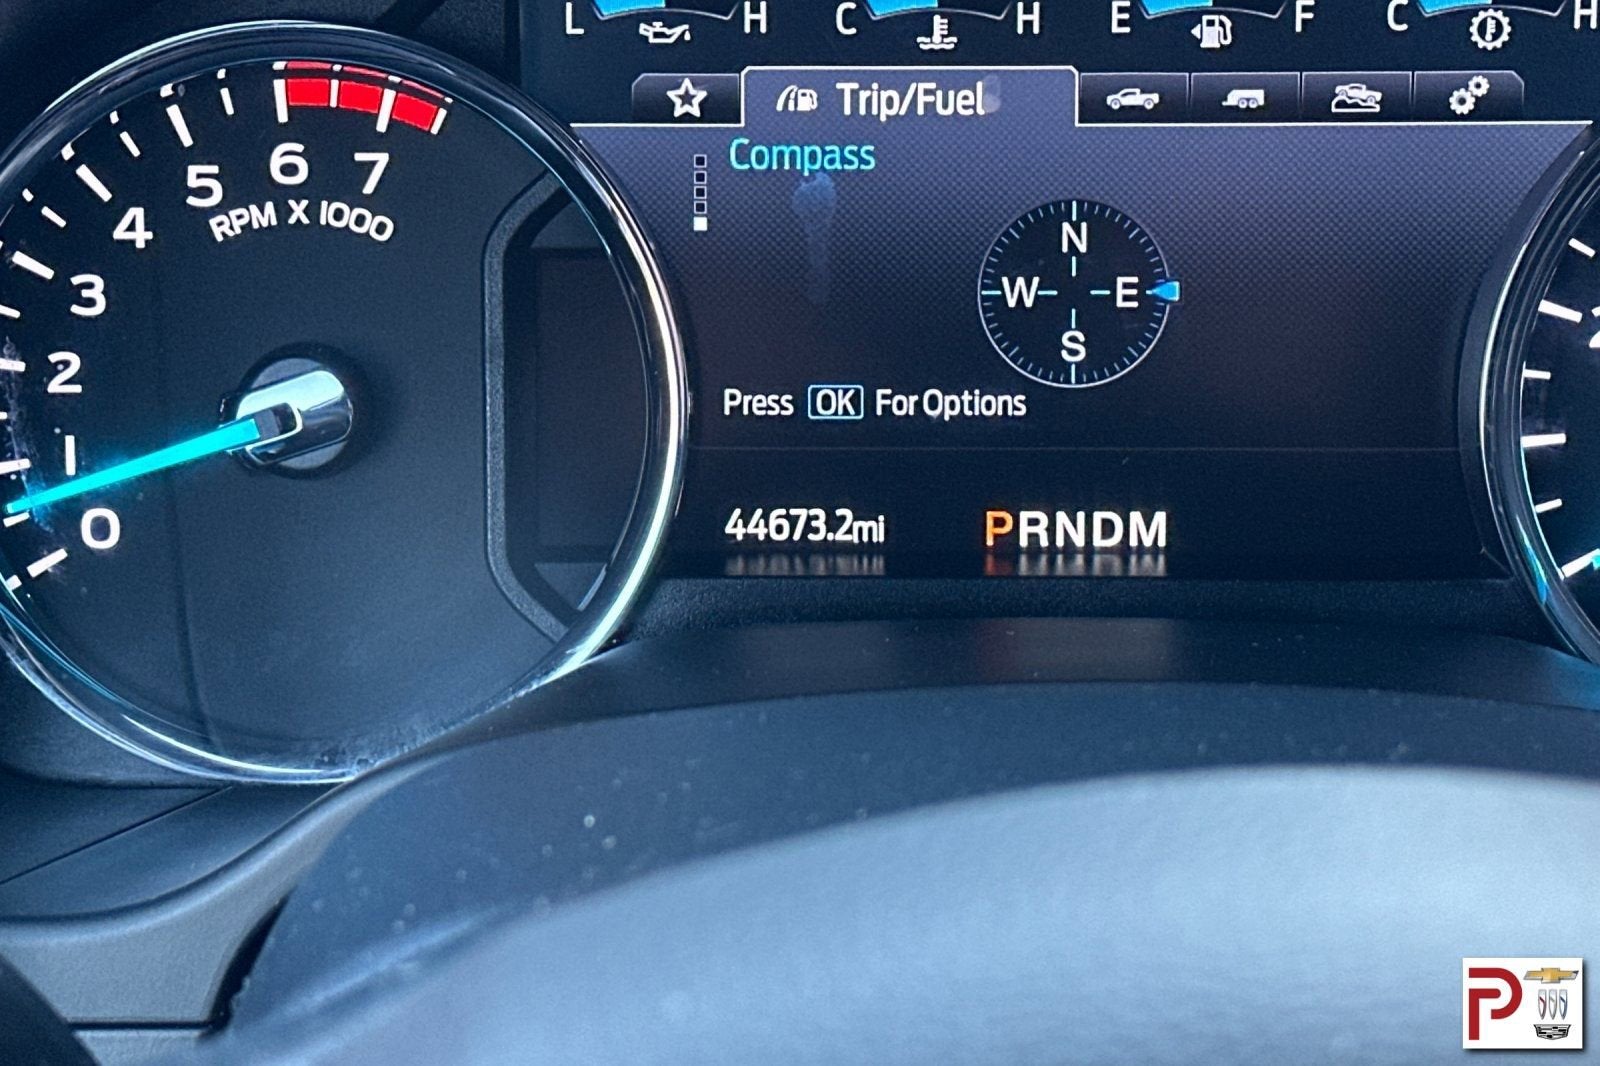 L H C H E F C H
Trip/Fuel
Compass
N
W E
S
Press OK For Options
44673.2mi PRNDM
0 1 2 3 4 5 6 7
RPM X 1000
P